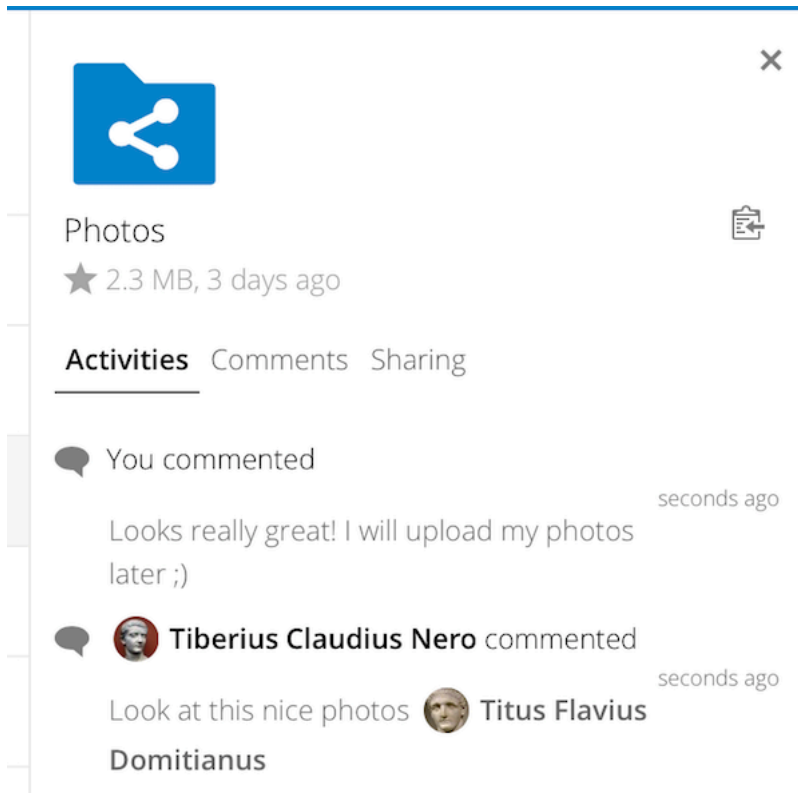 Photos
2.3 MB, 3 days ago
Activities Comments Sharing
You commented
seconds ago
Looks really great! I will upload my photos
later ;)
Tiberius Claudius Nero commented
seconds ago
Look at this nice photos Titus Flavius
Domitianus